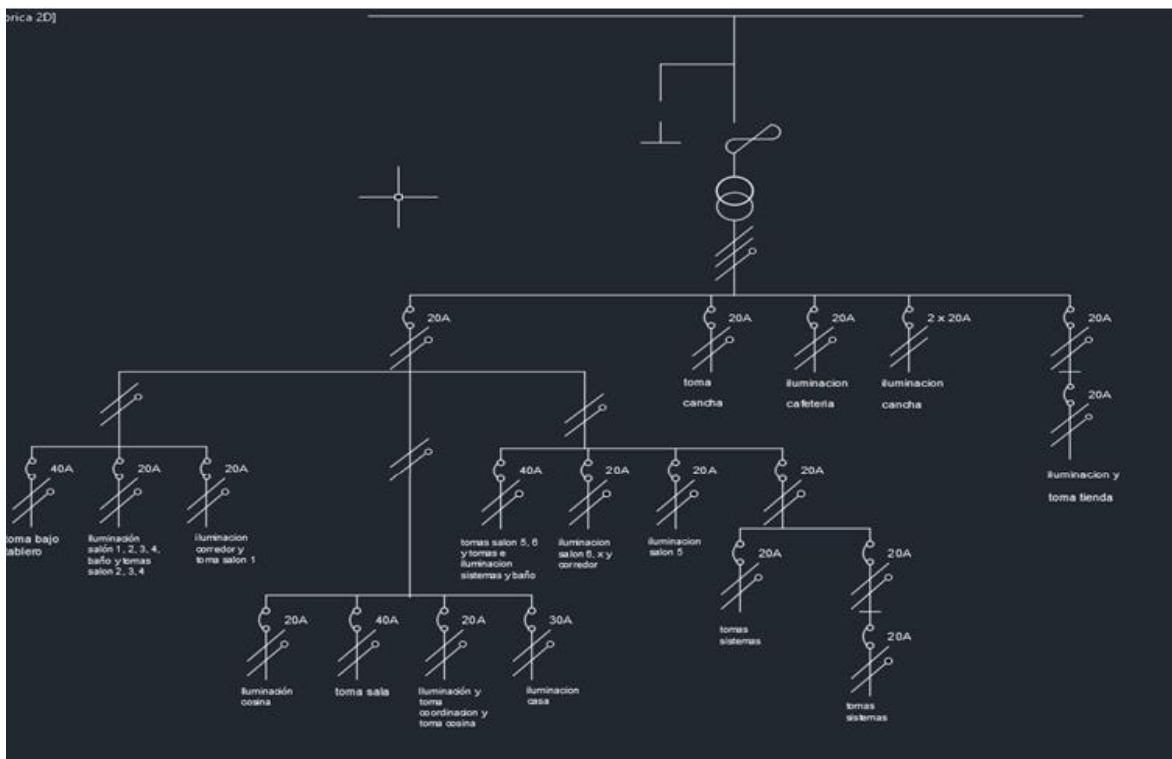 orica 2D]
20A
20A
20A
2 x 20A
20A
toma
cancha
iluminacion
cafeteria
iluminacion
cancha
20A
iluminacion y
toma tienda
40A
20A
20A
toma bajo
tablero
iluminación
salón 1, 2, 3, 4,
baño y tomas
salon 2, 3, 4
iluminacion
corredor y
toma salon 1
40A
20A
20A
20A
tomas salon 5, 6
y tomas e
iluminacion
sistemas y baño
iluminacion
salon 6, x y
corredor
iluminacion
salon 5
20A
20A
tomas
sistemas
20A
tomas
sistemas
20A
40A
20A
30A
iluminación
cosina
toma sala
iluminación y
toma
coordinacion y
toma cosina
iluminacion
casa